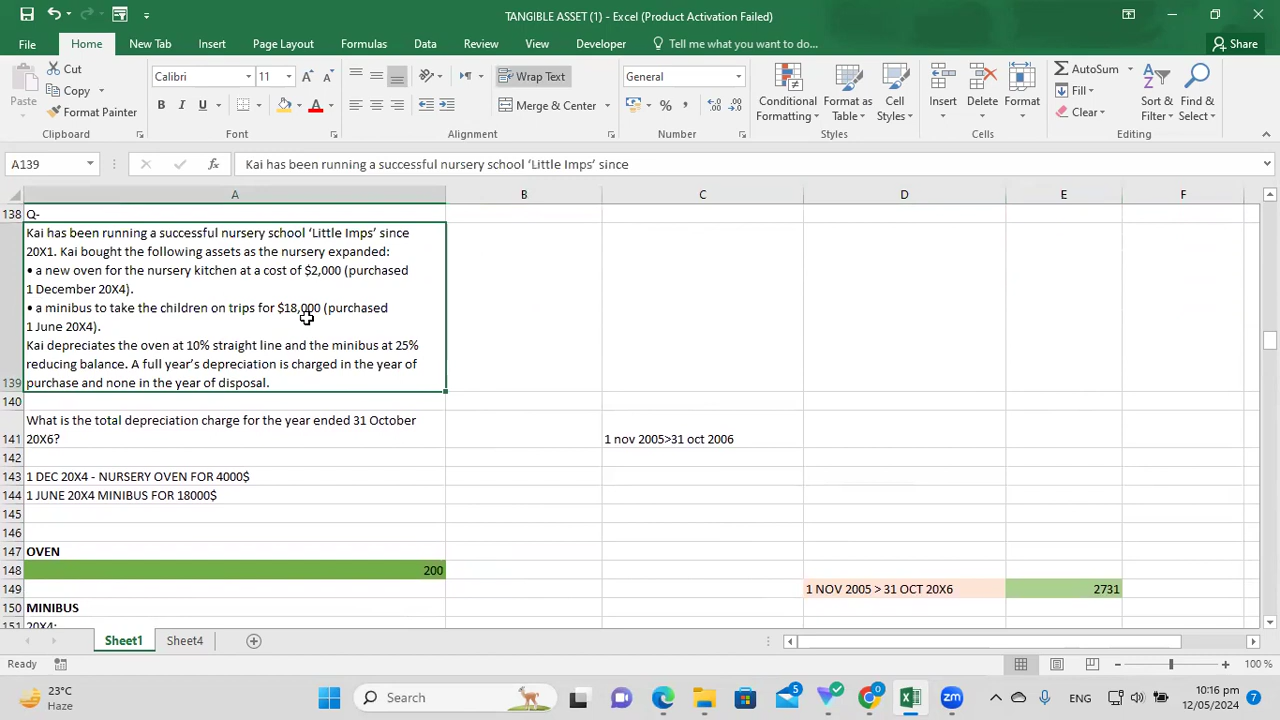 TANGIBLE ASSET (1) - Excel (Product Activation Failed)
File Home New Tab Insert Page Layout Formulas Data Review View Developer Tell me what you want to do... Share
Paste Cut Copy Format Painter
Calibri 11 General
B I U
Wrap Text
Merge & Center
Conditional Formatting Format as Table Cell Styles
Insert Delete Format
AutoSum Fill Clear
Sort & Filter Find & Select
Clipboard Font Alignment Number Styles Cells Editing
A139 fx Kai has been running a successful nursery school ‘Little Imps’ since
A B C D E F
138 Q-
Kai has been running a successful nursery school ‘Little Imps’ since
20X1. Kai bought the following assets as the nursery expanded:
• a new oven for the nursery kitchen at a cost of $2,000 (purchased
1 December 20X4).
• a minibus to take the children on trips for $18,000 (purchased
1 June 20X4).
Kai depreciates the oven at 10% straight line and the minibus at 25%
reducing balance. A full year’s depreciation is charged in the year of
139 purchase and none in the year of disposal.
140
What is the total depreciation charge for the year ended 31 October
141 20X6? 1 nov 2005>31 oct 2006
142
143 1 DEC 20X4 - NURSERY OVEN FOR 4000$
144 1 JUNE 20X4 MINIBUS FOR 18000$
145
146
147 OVEN
148 200
149 1 NOV 2005 > 31 OCT 20X6 2731
150 MINIBUS
151 20X4:
Sheet1 Sheet4
Ready 100 %
23°C
Haze
Search
5
0
ENG
10:16 pm
12/05/2024
7